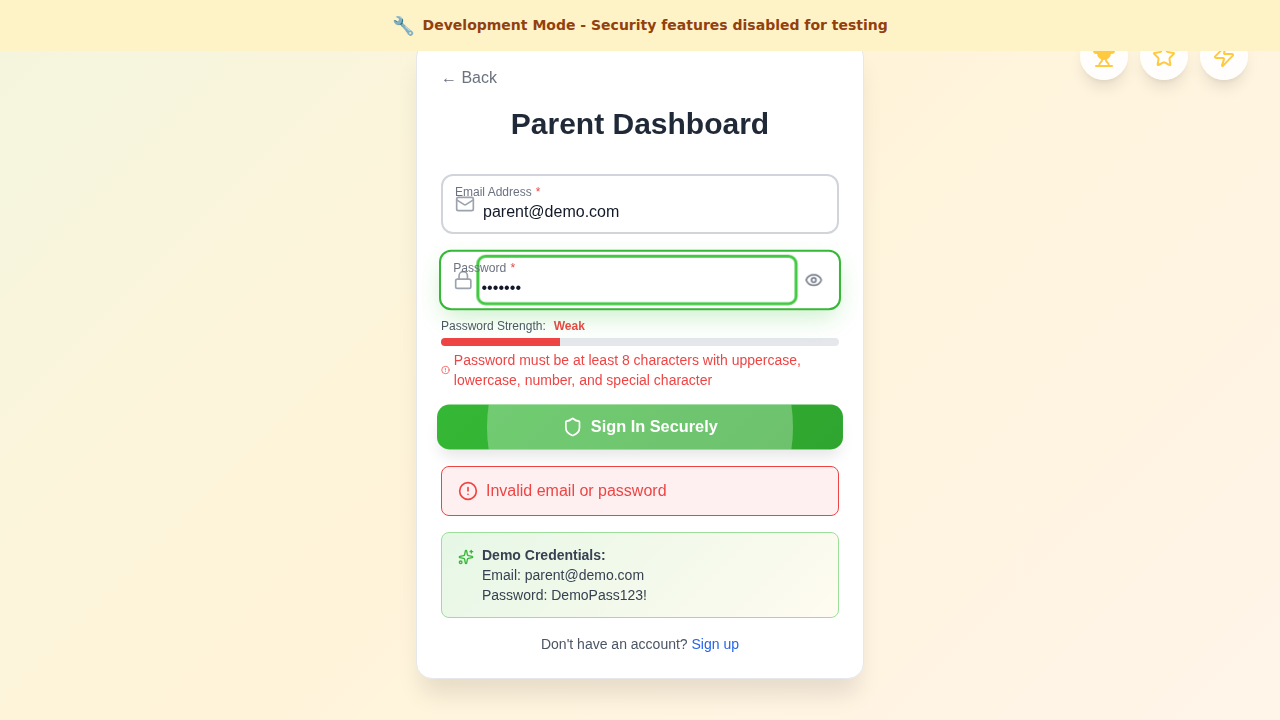 Development Mode - Security features disabled for testing
← Back
Parent Dashboard
Email Address *
parent@demo.com
Password *
•••••••
Password Strength: Weak
Password must be at least 8 characters with uppercase,
lowercase, number, and special character
Sign In Securely
Invalid email or password
Demo Credentials:
Email: parent@demo.com
Password: DemoPass123!
Don't have an account? Sign up